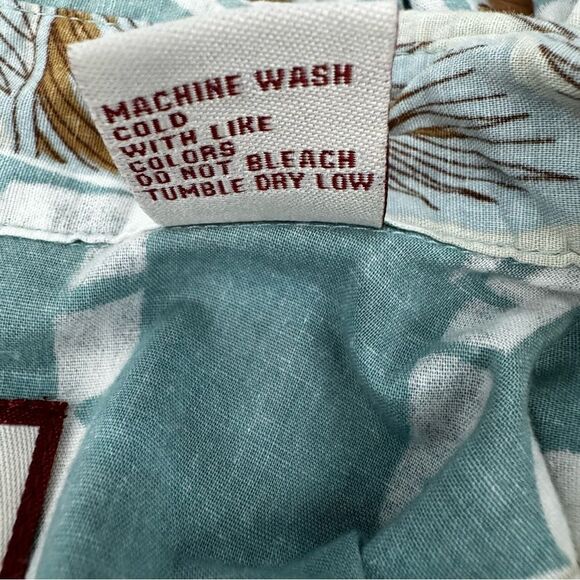 MACHINE WASH
COLD
WITH LIKE
COLORS
DO NOT BLEACH
TUMBLE DRY LOW